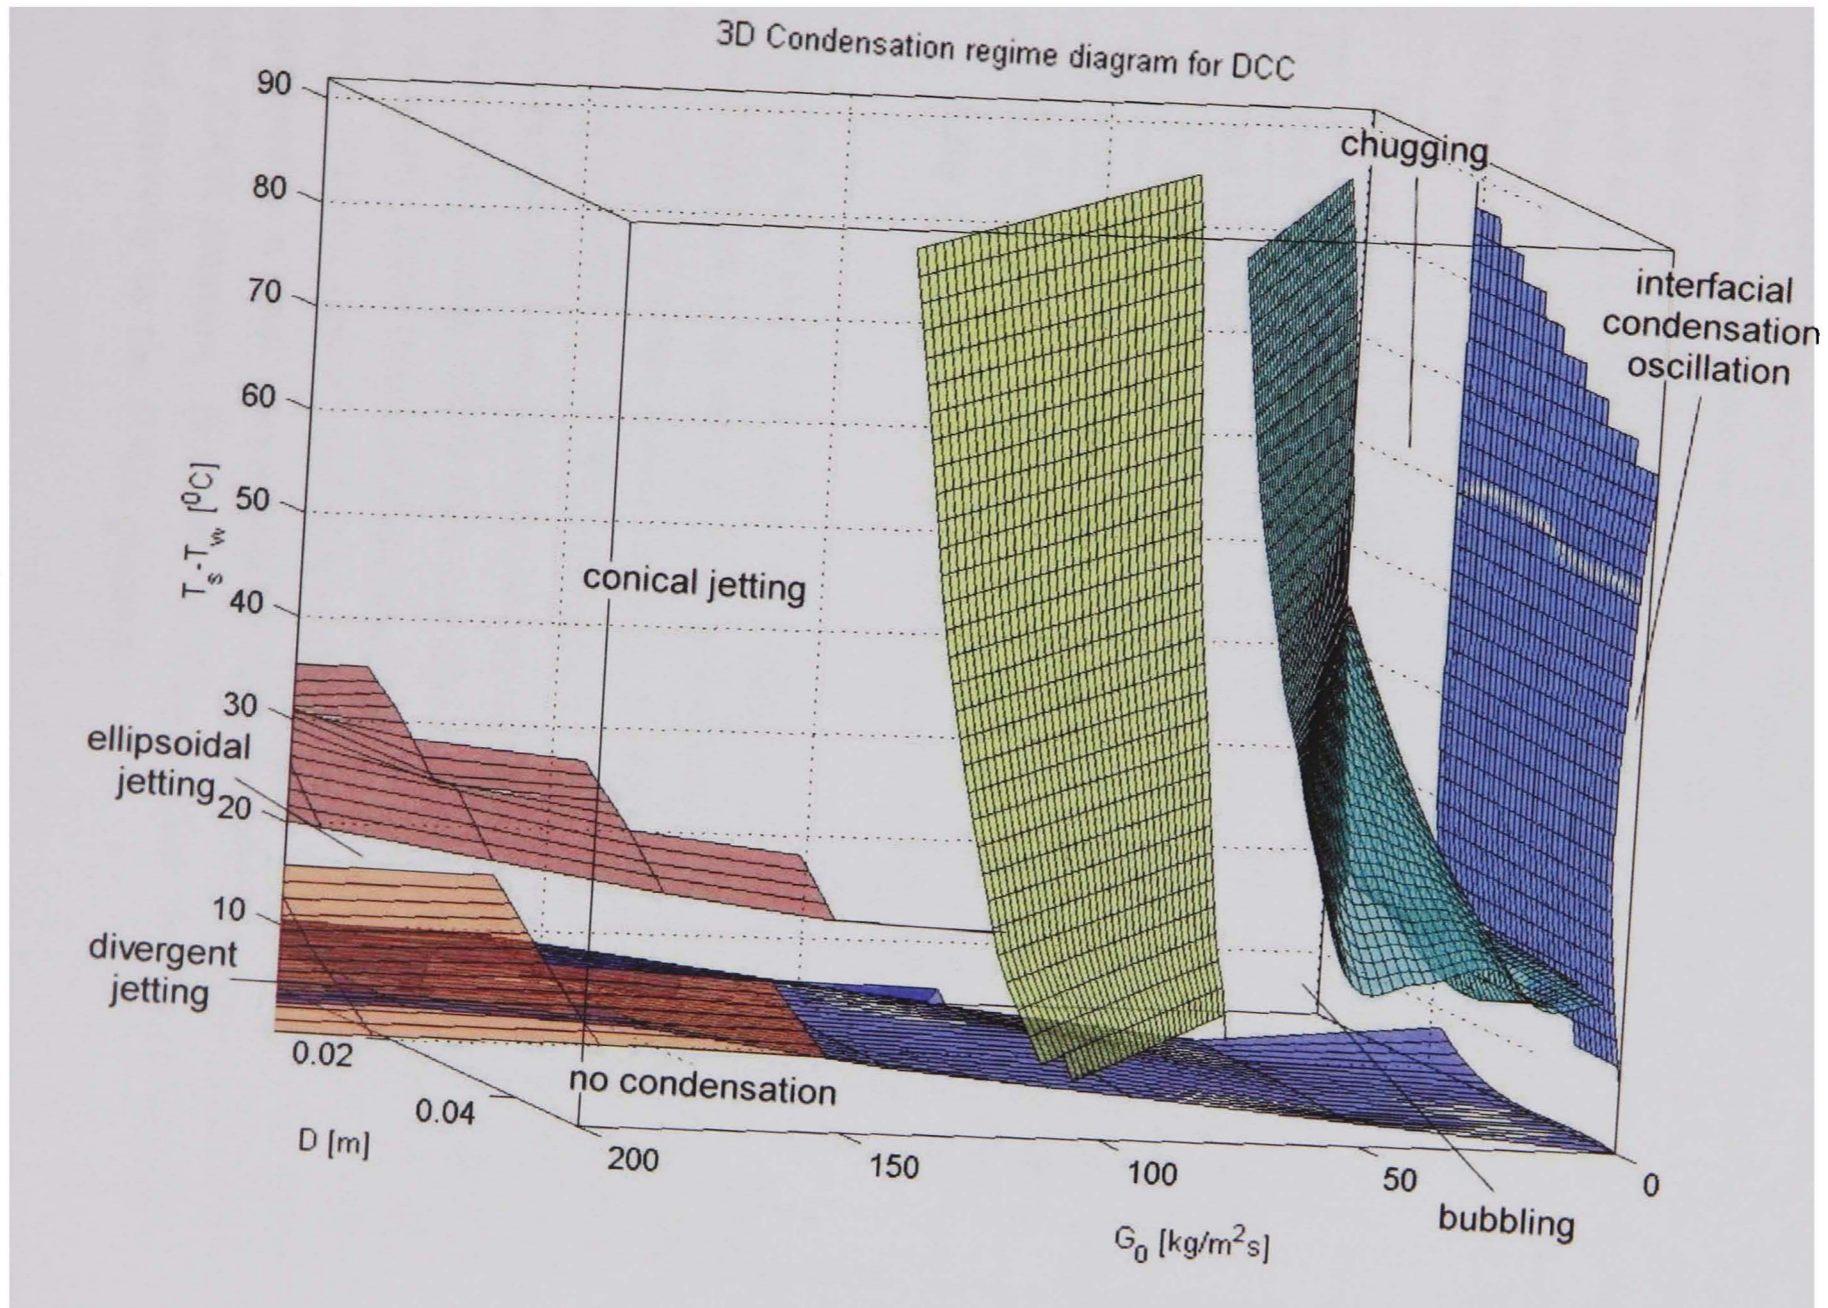 3D Condensation regime diagram for DCC
90
80
70
60
50
40
30
20
10
T_s-T_w [⁰C]
chugging
interfacial
condensation
oscillation
conical jetting
ellipsoidal
jetting
divergent
jetting
no condensation
bubbling
0.02
0.04
D [m]
200
150
100
50
0
G₀ [kg/m²s]